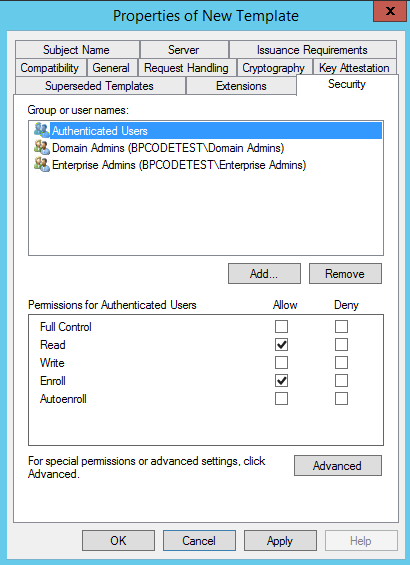 Properties of New Template
x
Subject Name Server Issuance Requirements
Compatibility General Request Handling Cryptography Key Attestation
Superseded Templates Extensions Security
Group or user names:
Authenticated Users
Domain Admins (BPCODETEST\Domain Admins)
Enterprise Admins (BPCODETEST\Enterprise Admins)
Add... Remove
Permissions for Authenticated Users Allow Deny
Full Control
Read
Write
Enroll
Autoenroll
For special permissions or advanced settings, click
Advanced.
Advanced
OK Cancel Apply Help